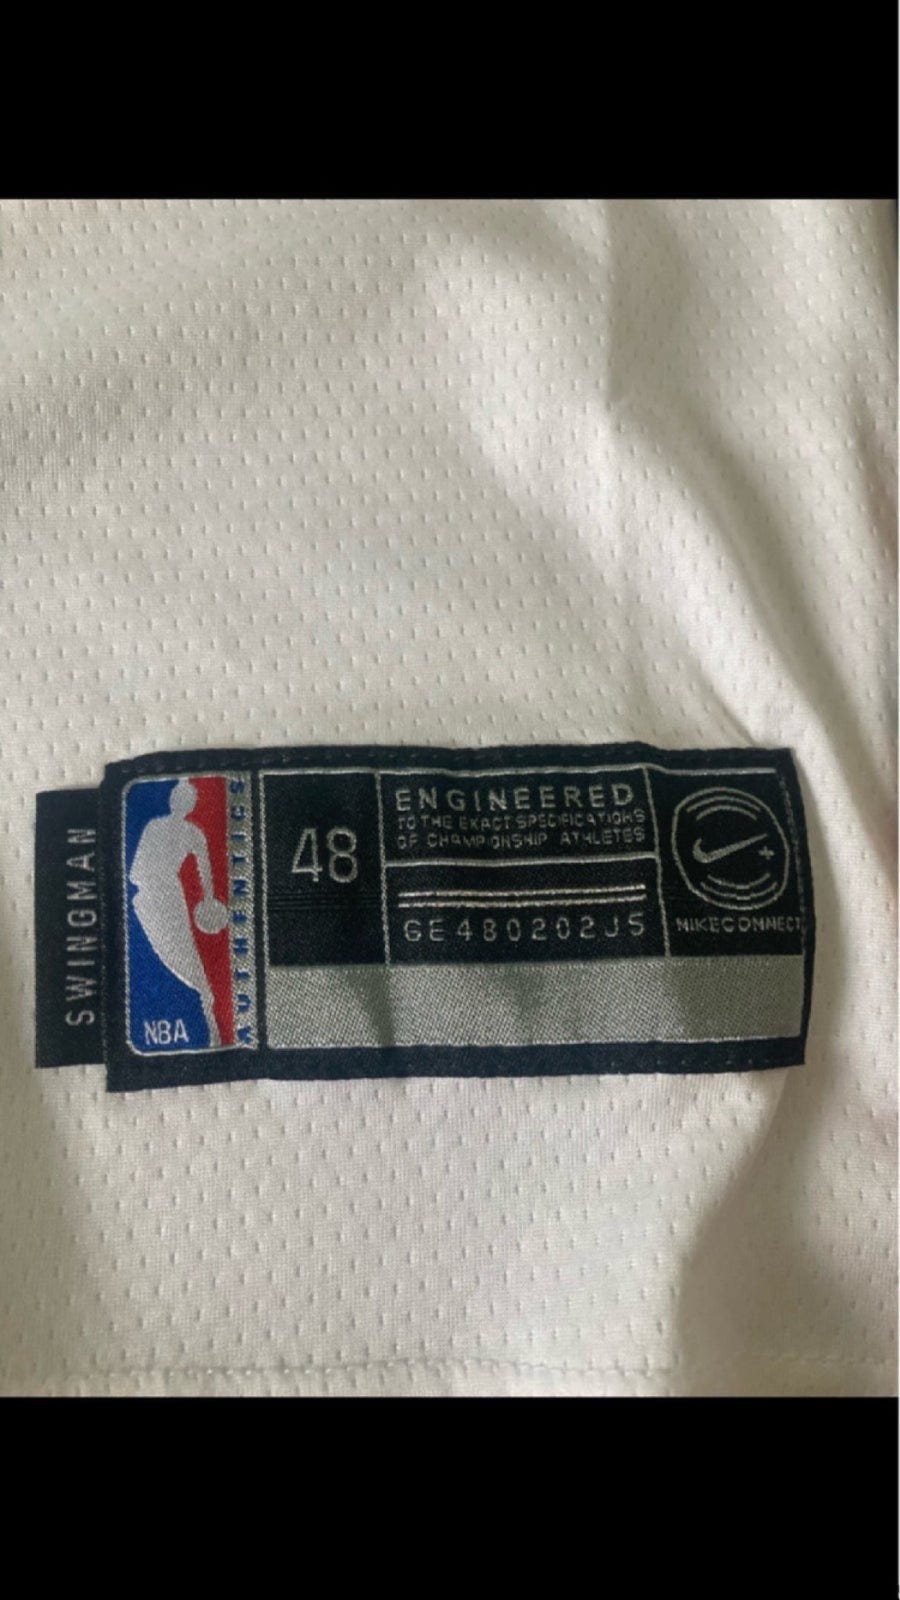 SWINGMAN
NBA
AUTHENTICS
48
ENGINEERED
TO THE EXACT SPECIFICATIONS
OF CHAMPIONSHIP ATHLETES
GE480202JS
NIKECONNECT